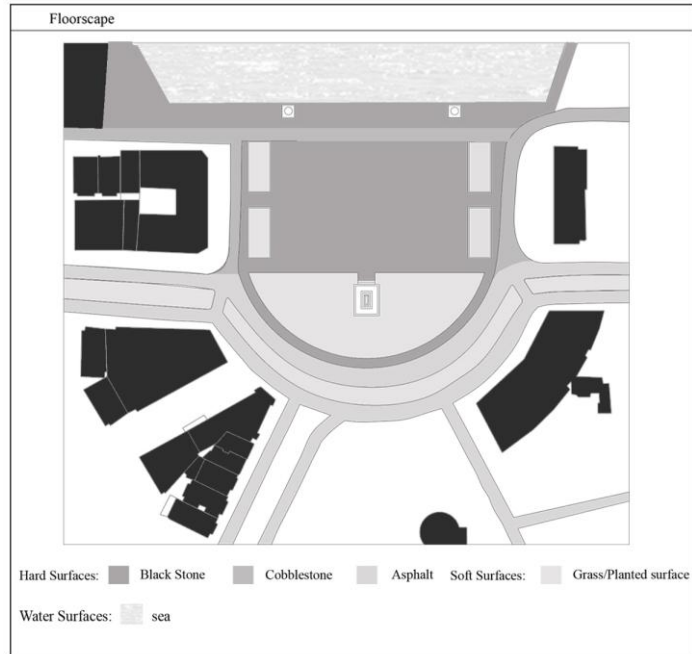 Floorscape
Hard Surfaces: Black Stone Cobblestone Asphalt Soft Surfaces: Grass/Planted surface
Water Surfaces: sea